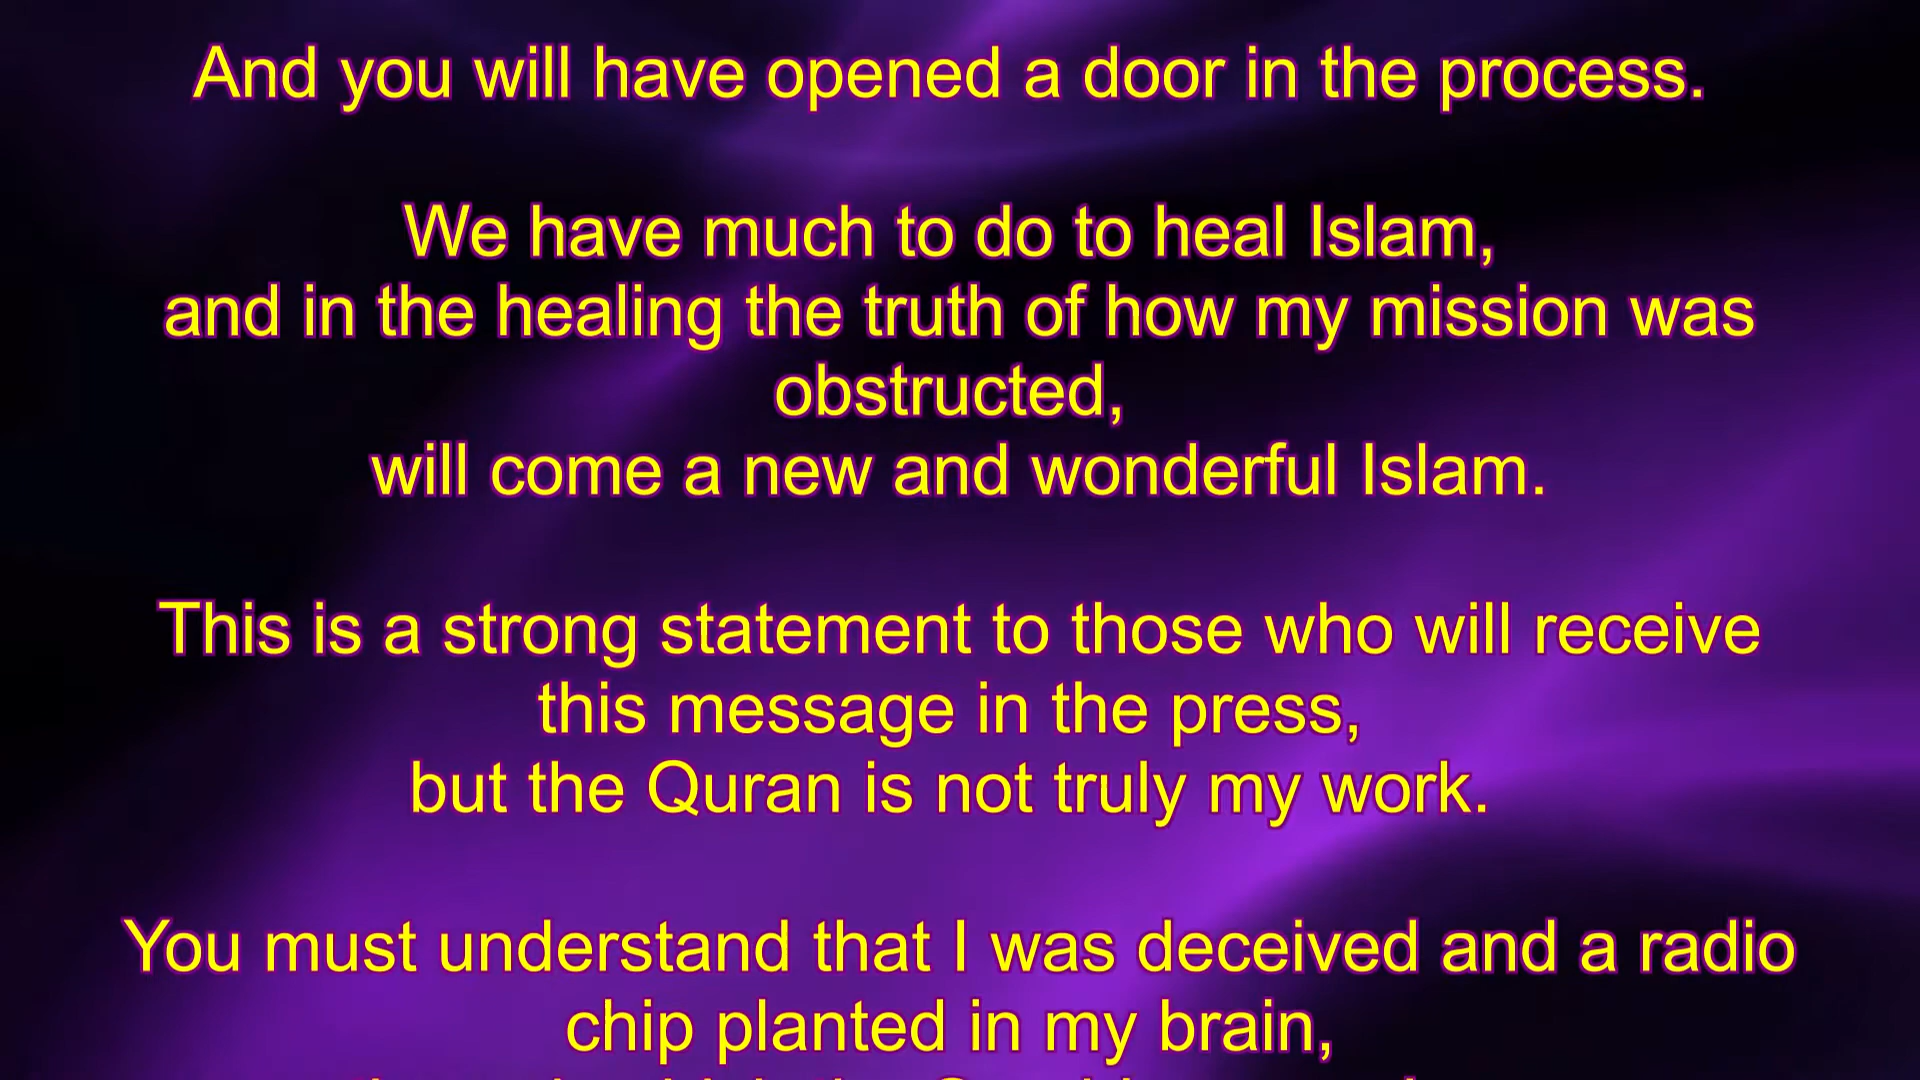 And you will have opened a door in the process.
We have much to do to heal Islam,
and in the healing the truth of how my mission was
obstructed,
will come a new and wonderful Islam.
This is a strong statement to those who will receive
this message in the press,
but the Quran is not truly my work.
You must understand that I was deceived and a radio
chip planted in my brain,